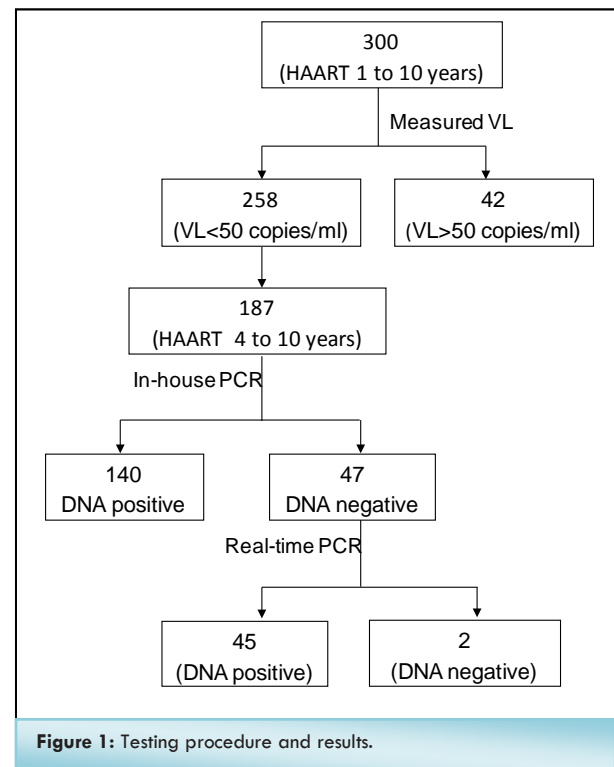 300
(HAART 1 to 10 years)
Measured VL
258
(VL<50 copies/ml)
42
(VL>50 copies/ml)
187
(HAART 4 to 10 years)
In-house PCR
140
DNA positive
47
DNA negative
Real-time PCR
45
(DNA positive)
2
(DNA negative)
Figure 1: Testing procedure and results.